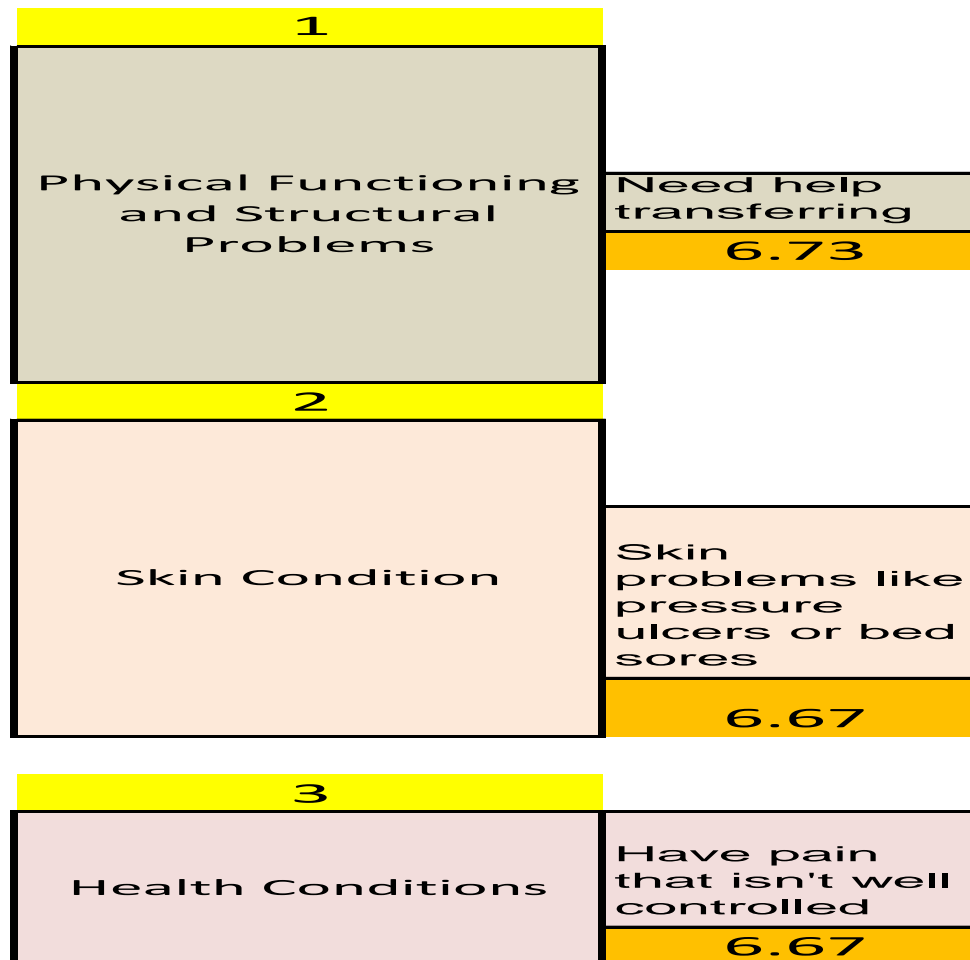 1
Physical Functioning
and Structural
Problems
Need help
transferring
6.73
2
Skin Condition
Skin
problems like
pressure
ulcers or bed
sores
6.67
3
Health Conditions
Have pain
that isn't well
controlled
6.67